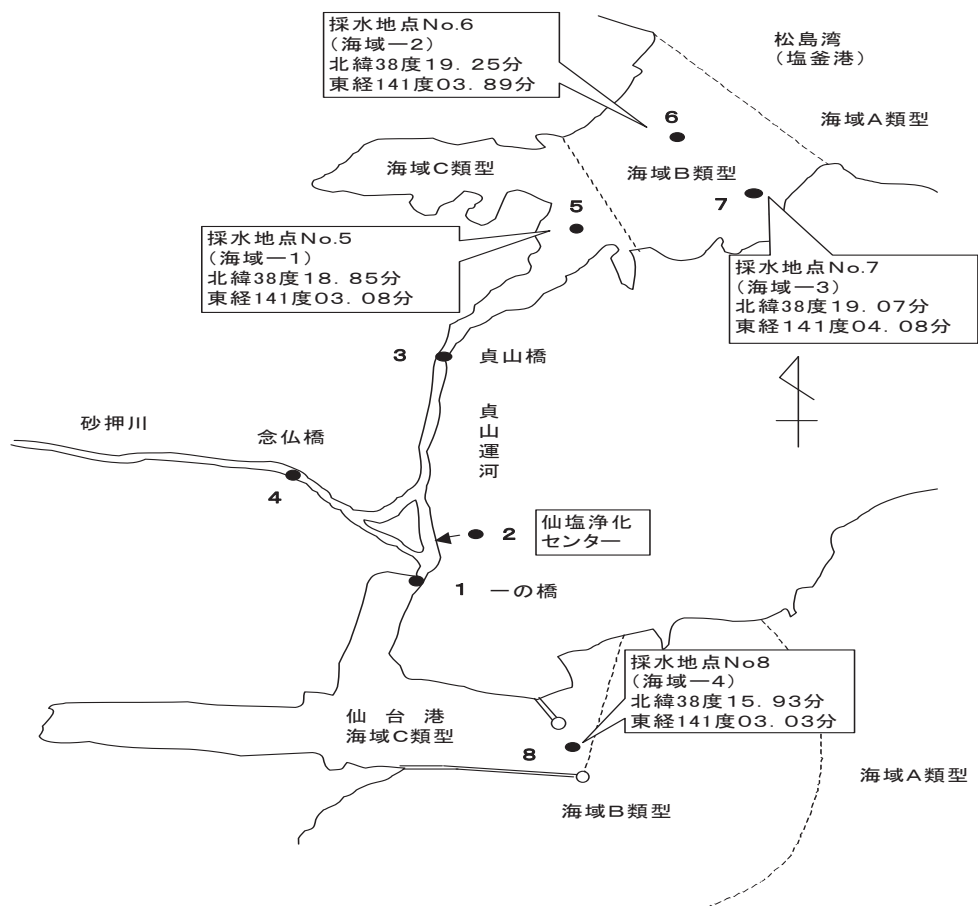 採水地点No.6
(海域―2)
北緯38度19.25分
東経141度03.89分
松島湾
(塩釜港)
海域A類型
6
海域C類型
海域B類型
7
5
採水地点No.5
(海域―1)
北緯38度18.85分
東経141度03.08分
採水地点No.7
(海域―3)
北緯38度19.07分
東経141度04.08分
3
貞山橋
貞山運河
砂押川
念仏橋
4
2
仙塩浄化
センター
1
一の橋
採水地点No8
(海域―4)
北緯38度15.93分
東経141度03.03分
仙台港
海域C類型
8
海域B類型
海域A類型